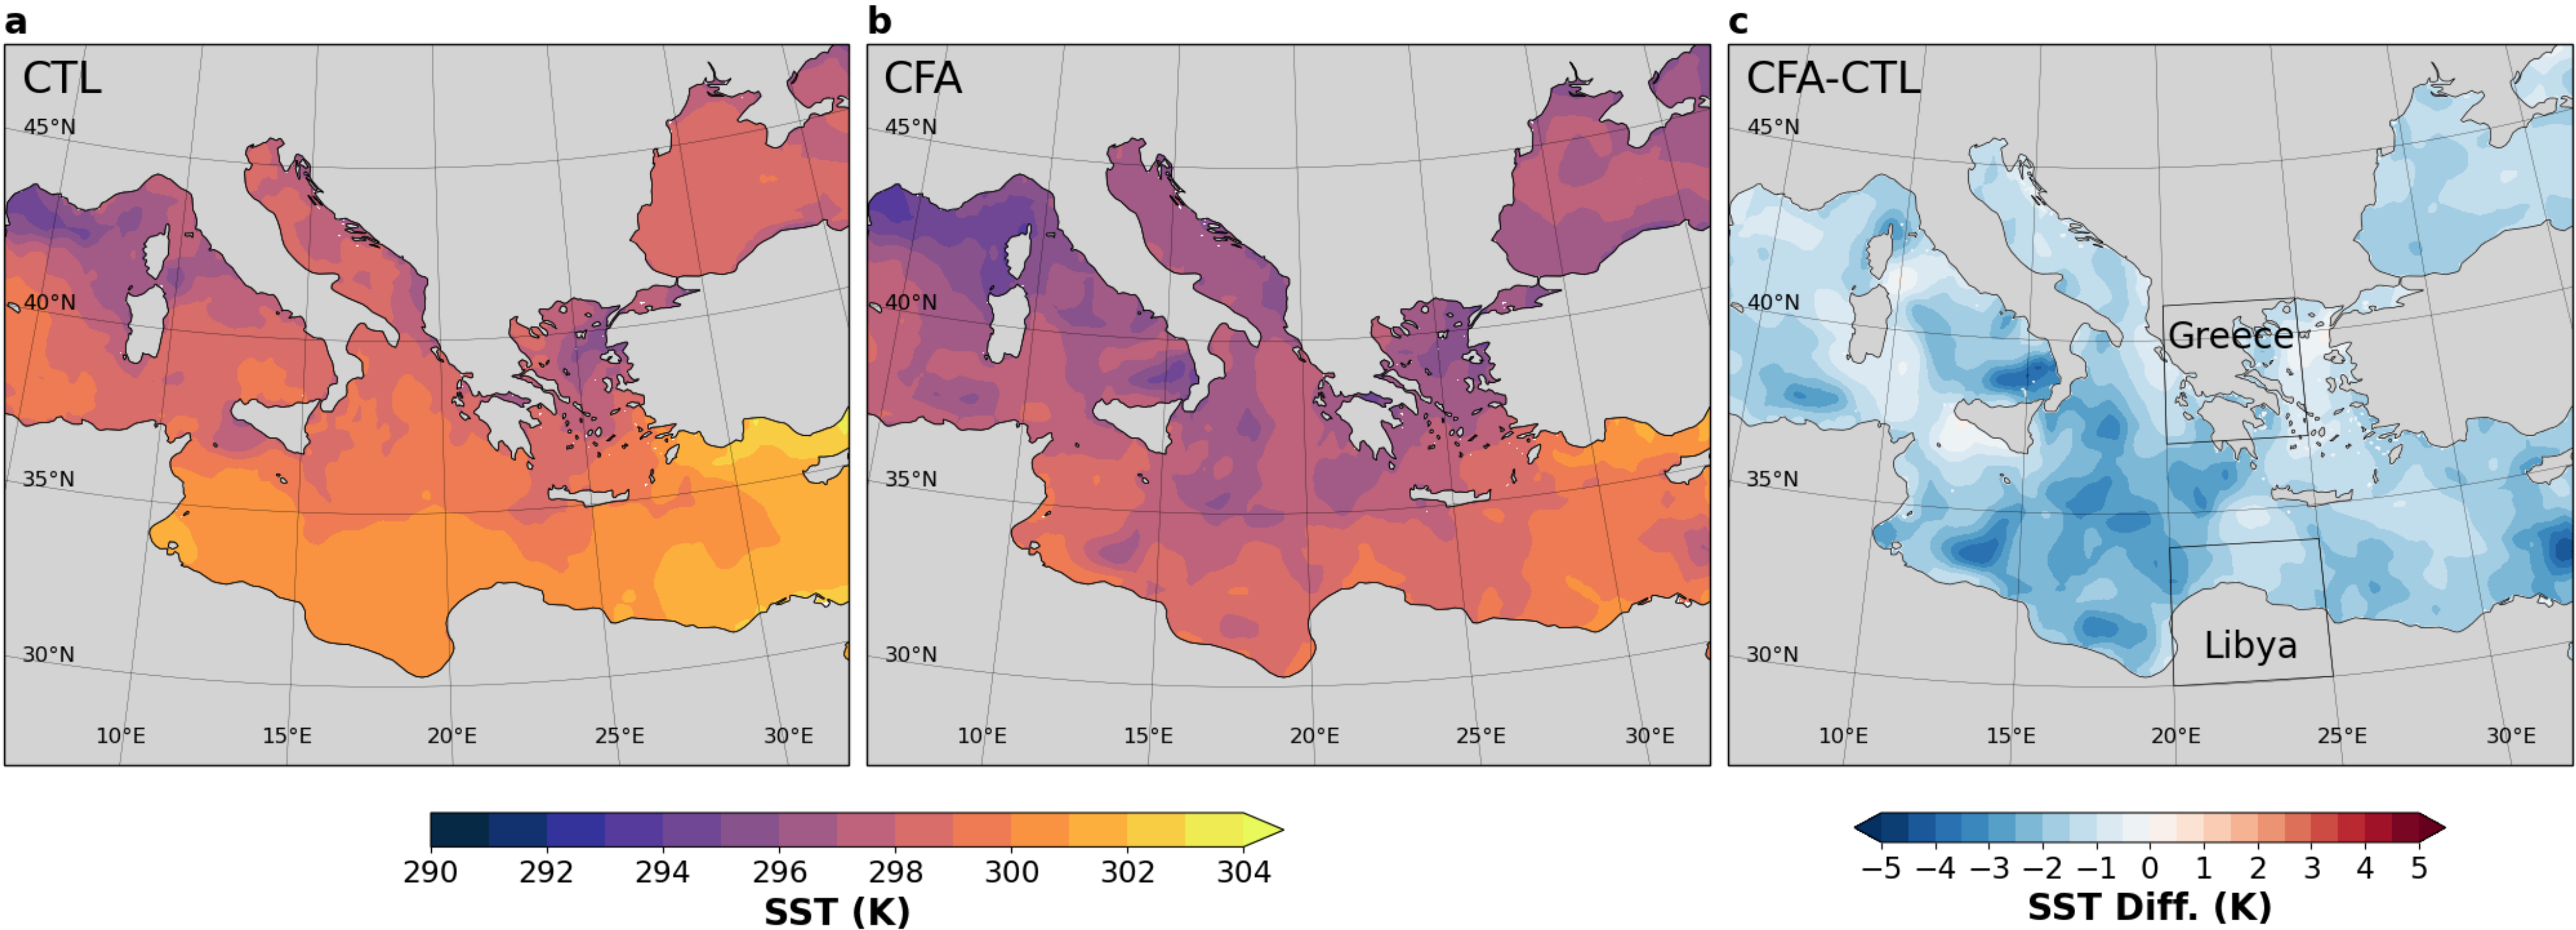 a
CTL
45°N
40°N
35°N
30°N
10°E 15°E 20°E 25°E 30°E
b
CFA
45°N
40°N
35°N
30°N
10°E 15°E 20°E 25°E 30°E
c
CFA-CTL
45°N
40°N
Greece
35°N
Libya
30°N
10°E 15°E 20°E 25°E 30°E
290 292 294 296 298 300 302 304
SST (K)
−5 −4 −3 −2 −1 0 1 2 3 4 5
SST Diff. (K)